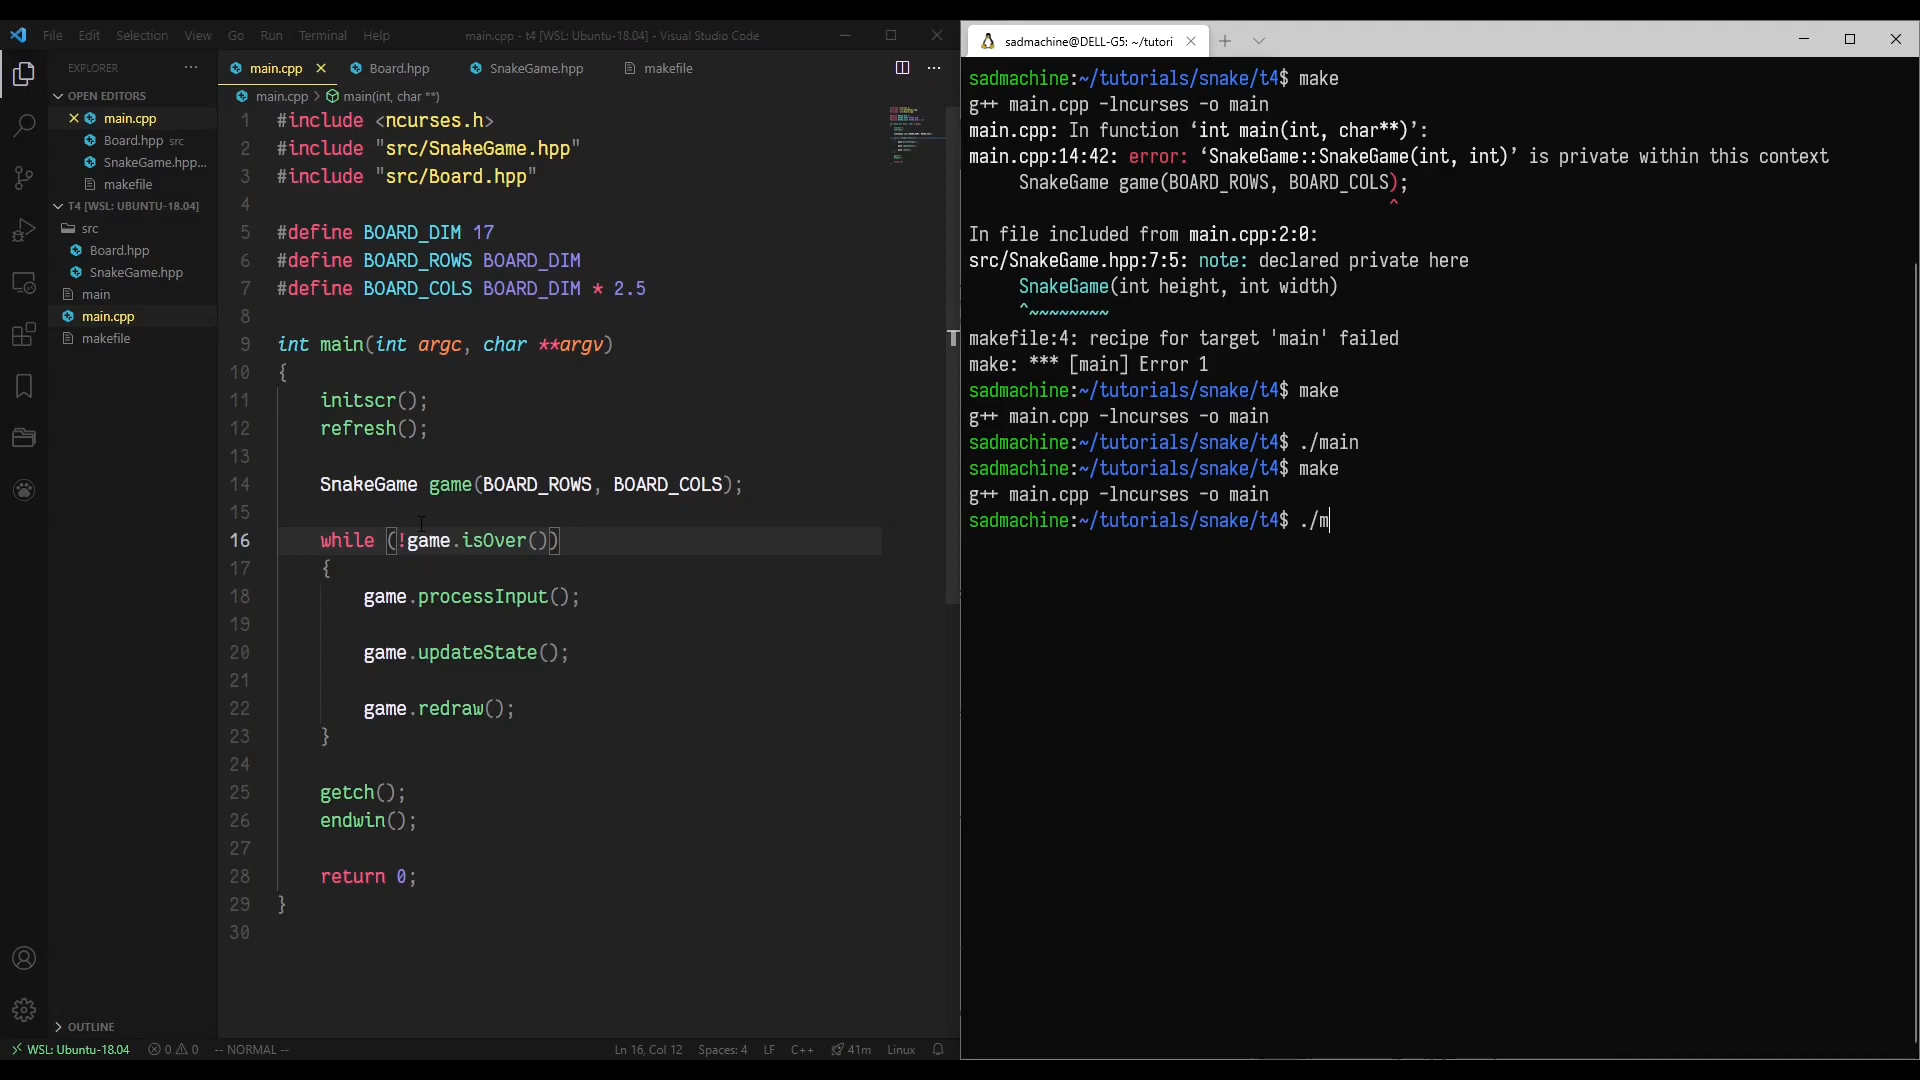 File Edit Selection View Go Run Terminal Help
main.cpp - t4 [WSL: Ubuntu-18.04] - Visual Studio Code
EXPLORER
OPEN EDITORS
main.cpp
Board.hpp src
SnakeGame.hpp...
makefile
T4 [WSL: UBUNTU-18.04]
src
Board.hpp
SnakeGame.hpp
main
main.cpp
makefile
OUTLINE
main.cpp Board.hpp SnakeGame.hpp makefile
main.cpp > main(int, char **)
1 #include <ncurses.h>
2 #include "src/SnakeGame.hpp"
3 #include "src/Board.hpp"
4
5 #define BOARD_DIM 17
6 #define BOARD_ROWS BOARD_DIM
7 #define BOARD_COLS BOARD_DIM * 2.5
8
9 int main(int argc, char **argv)
10 {
11 initscr();
12 refresh();
13
14 SnakeGame game(BOARD_ROWS, BOARD_COLS);
15
16 while (!game.isOver())
17 {
18 game.processInput();
19
20 game.updateState();
21
22 game.redraw();
23 }
24
25 getch();
26 endwin();
27
28 return 0;
29 }
30
WSL: Ubuntu-18.04 0 0 -- NORMAL -- Ln 16, Col 12 Spaces: 4 LF C++ 41m Linux
sadmachine@DELL-G5: ~/tutori
sadmachine:~/tutorials/snake/t4$ make
g++ main.cpp -lncurses -o main
main.cpp: In function ‘int main(int, char**)’:
main.cpp:14:42: error: ‘SnakeGame::SnakeGame(int, int)’ is private within this context
SnakeGame game(BOARD_ROWS, BOARD_COLS);
^
In file included from main.cpp:2:0:
src/SnakeGame.hpp:7:5: note: declared private here
SnakeGame(int height, int width)
^~~~~~~~~
makefile:4: recipe for target 'main' failed
make: *** [main] Error 1
sadmachine:~/tutorials/snake/t4$ make
g++ main.cpp -lncurses -o main
sadmachine:~/tutorials/snake/t4$ ./main
sadmachine:~/tutorials/snake/t4$ make
g++ main.cpp -lncurses -o main
sadmachine:~/tutorials/snake/t4$ ./m